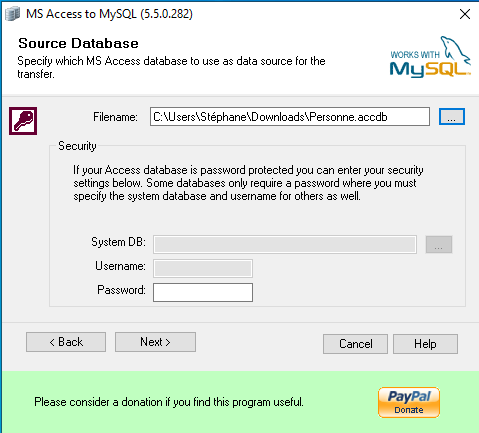 MS Access to MySQL (5.5.0.282)
Source Database
Specify which MS Access database to use as data source for the
transfer.
WORKS WITH
MySQL
Filename: C:\Users\Stéphane\Downloads\Personne.accdb ...
Security
If your Access database is password protected you can enter your security
settings below. Some databases only require a password where you must
specify the system database and username for others as well.
System DB: ...
Username:
Password:
< Back Next > Cancel Help
Please consider a donation if you find this program useful.
PayPal
Donate